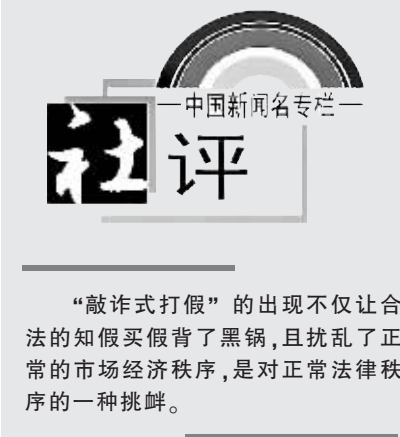 —中国新闻名专栏—
社评
“敲诈式打假”的出现不仅让合
法的知假买假背了黑锅,且扰乱了正
常的市场经济秩序,是对正常法律秩
序的一种挑衅。